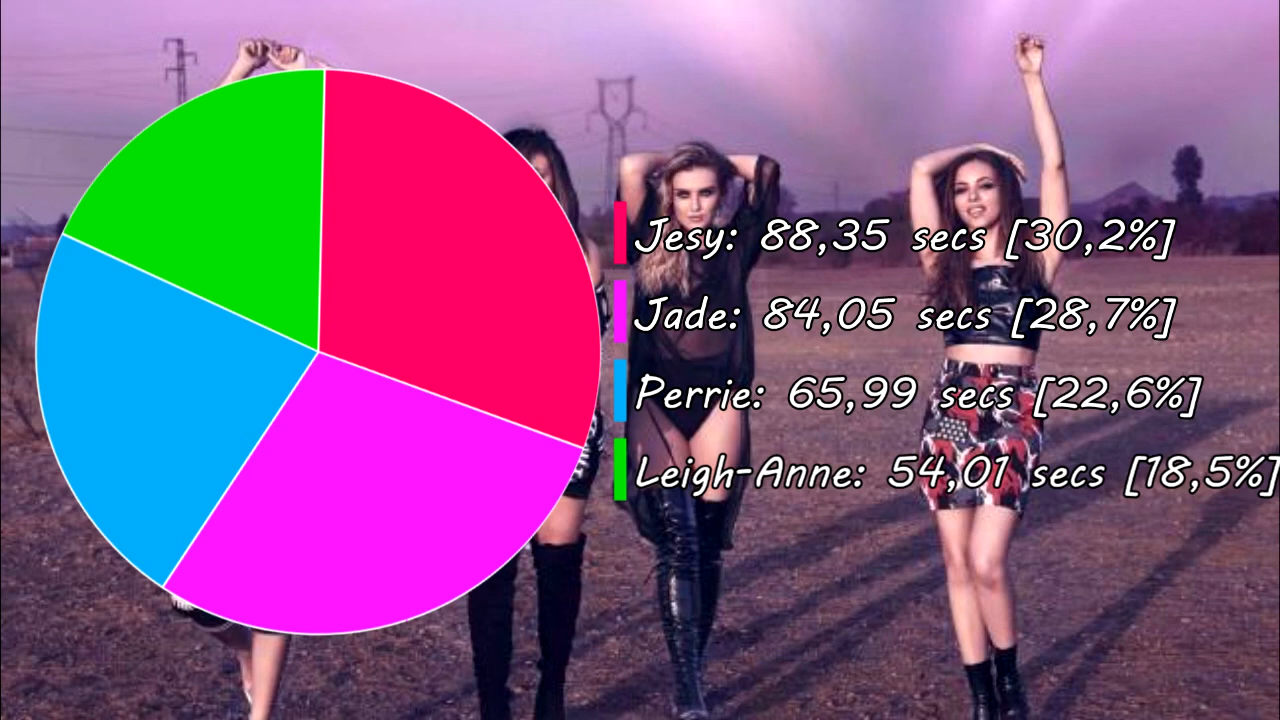 Jesy: 88,35 secs [30,2%]
Jade: 84,05 secs [28,7%]
Perrie: 65,99 secs [22,6%]
Leigh-Anne: 54,01 secs [18,5%]